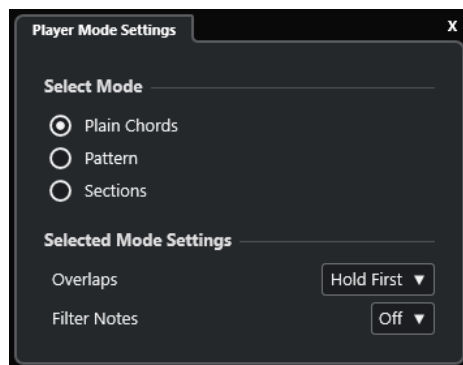 Player Mode Settings X
Select Mode
Plain Chords
Pattern
Sections
Selected Mode Settings
Overlaps Hold First
Filter Notes Off